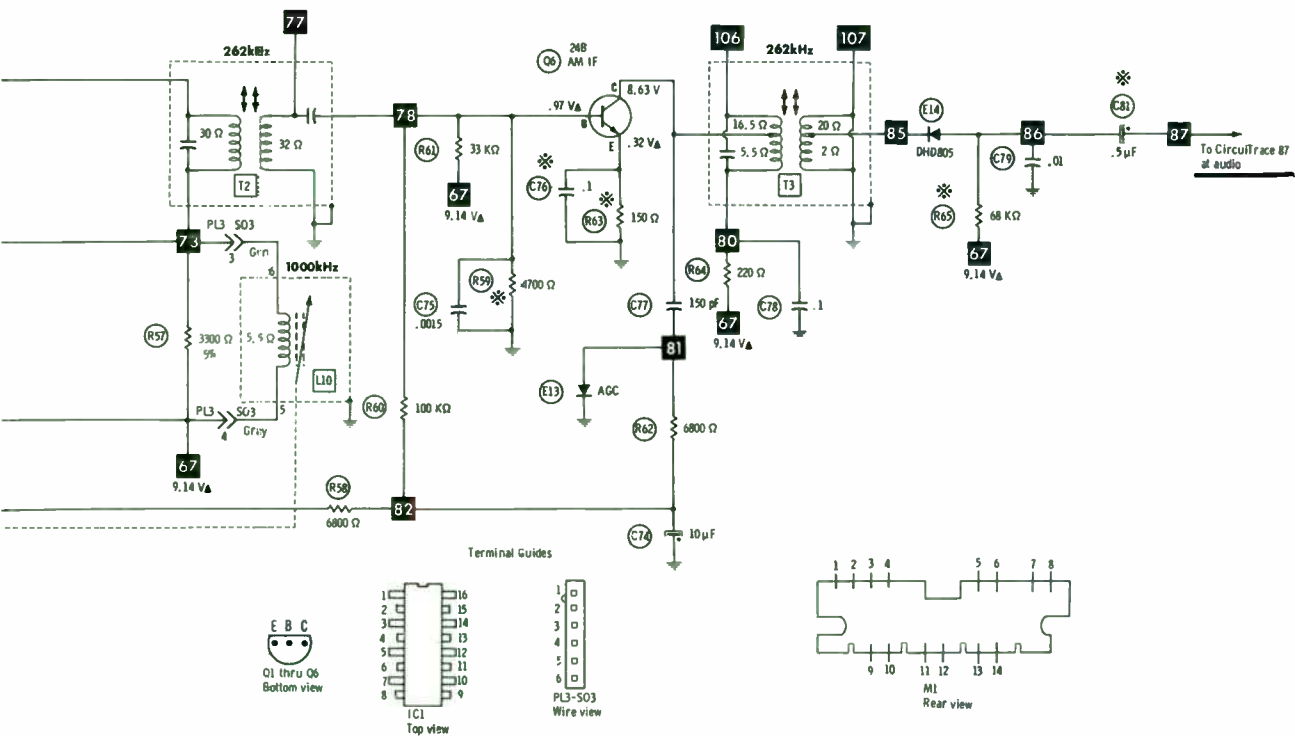 77
106
107
262kHz
24B
Q6 AM IF
262kHz
C 8.63 V
.97 V▲
B
78
.32 V▲
E
30 Ω
32 Ω
T2
R61
33 KΩ
67
9.14 V▲
※
C76
.1
※
R63
150 Ω
16.5 Ω
5.5 Ω
20 Ω
2 Ω
T3
85
E14
DHD805
86
C79
.01
※
C81
.5 µF
87
To CircuiTrace 87
at audio
※
R65
68 KΩ
67
9.14 V▲
PL3 SO3
73
3 Grn
6
1000kHz
R57
3300 Ω
5%
5.5 Ω
L10
PL3 SO3
4 Grey
5
67
9.14 V▲
C75
.0015
R59
※
4700 Ω
80
R64
220 Ω
67
9.14 V▲
C78
.1
C77
150 pF
81
E13
AGC
R60
100 KΩ
R62
6800 Ω
R58
6800 Ω
82
C74
10 µF
Terminal Guides
E B C
Q1 thru Q6
Bottom view
1 16
2 15
3 14
4 13
5 12
6 11
7 10
8 9
IC1
Top view
1
2
3
4
5
6
PL3-SO3
Wire view
1 2 3 4 5 6 7 8
9 10 11 12 13 14
M1
Rear view